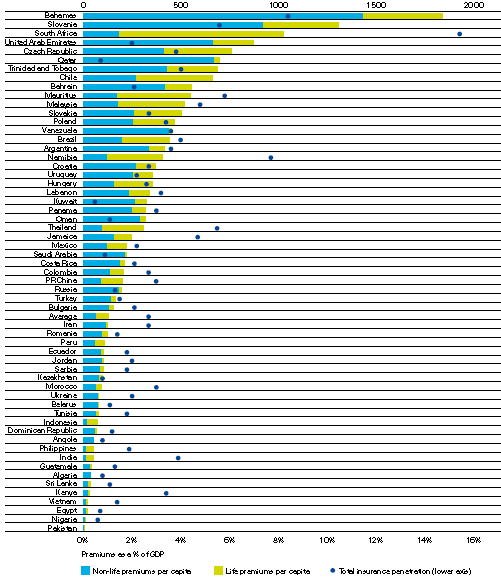 0 500 1000 1500 2000
Bahamas
Slovenia
South Africa
United Arab Emirates
Czech Republic
Qatar
Trinidad and Tobago
Chile
Bahrain
Mauritius
Malaysia
Slovakia
Poland
Venezuela
Brazil
Argentina
Namibia
Croatia
Uruguay
Hungary
Lebanon
Kuwait
Panama
Oman
Thailand
Jamaica
Mexico
Saudi Arabia
Costa Rica
Colombia
PR China
Russia
Turkey
Bulgaria
Average
Iran
Romania
Peru
Ecuador
Jordan
Serbia
Kazakhstan
Morocco
Ukraine
Belarus
Tunisia
Indonesia
Dominican Republic
Angola
Philippines
India
Guatemala
Algeria
Sri Lanka
Kenya
Vietnam
Egypt
Nigeria
Pakistan
0% 2% 4% 6% 6% 10% 12% 14% 16%
Premiums as a % of GDP
Non-life premiums per capita Life premiums per capita Total insurance penetration (lower axis)